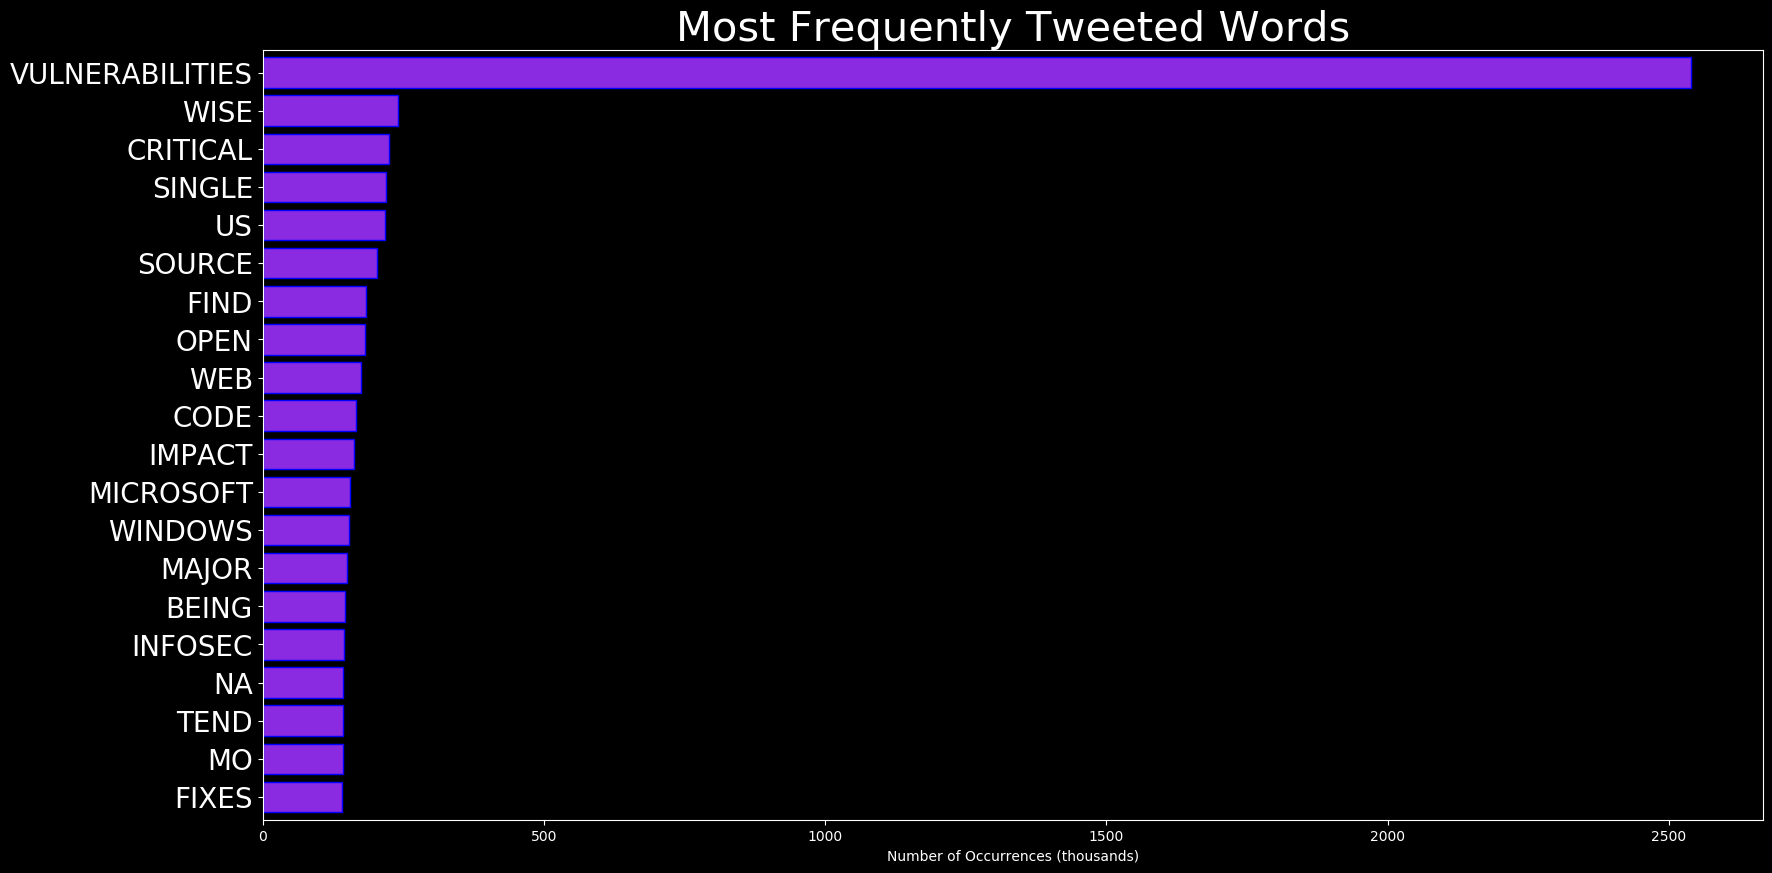 Most Frequently Tweeted Words
VULNERABILITIES
WISE
CRITICAL
SINGLE
US
SOURCE
FIND
OPEN
WEB
CODE
IMPACT
MICROSOFT
WINDOWS
MAJOR
BEING
INFOSEC
NA
TEND
MO
FIXES
0 500 1000 1500 2000 2500
Number of Occurrences (thousands)